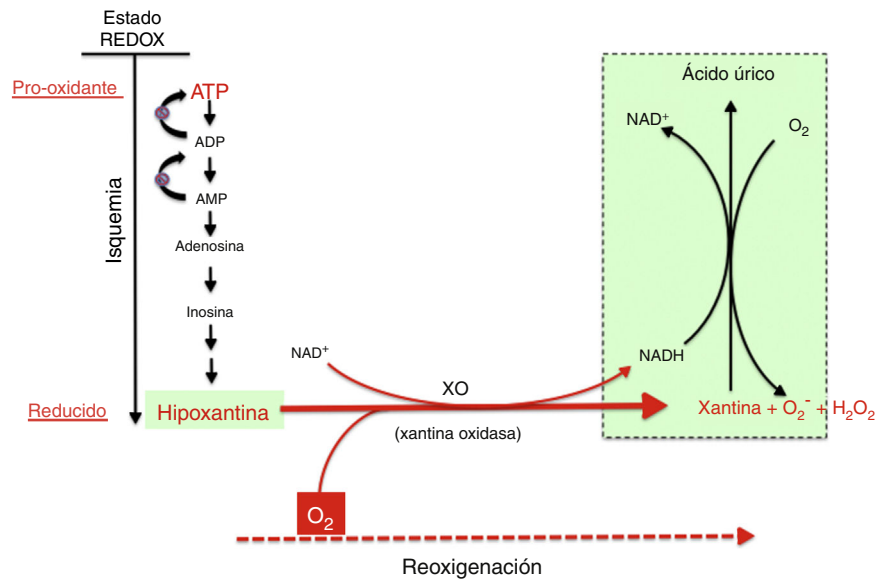 Estado
REDOX
Pro-oxidante
ATP
ADP
AMP
Adenosina
Inosina
Isquemia
Reducido
Hipoxantina
NAD+
XO
(xantina oxidasa)
O2
Reoxigenación
Ácido úrico
NAD+
O2
NADH
Xantina + O2- + H2O2